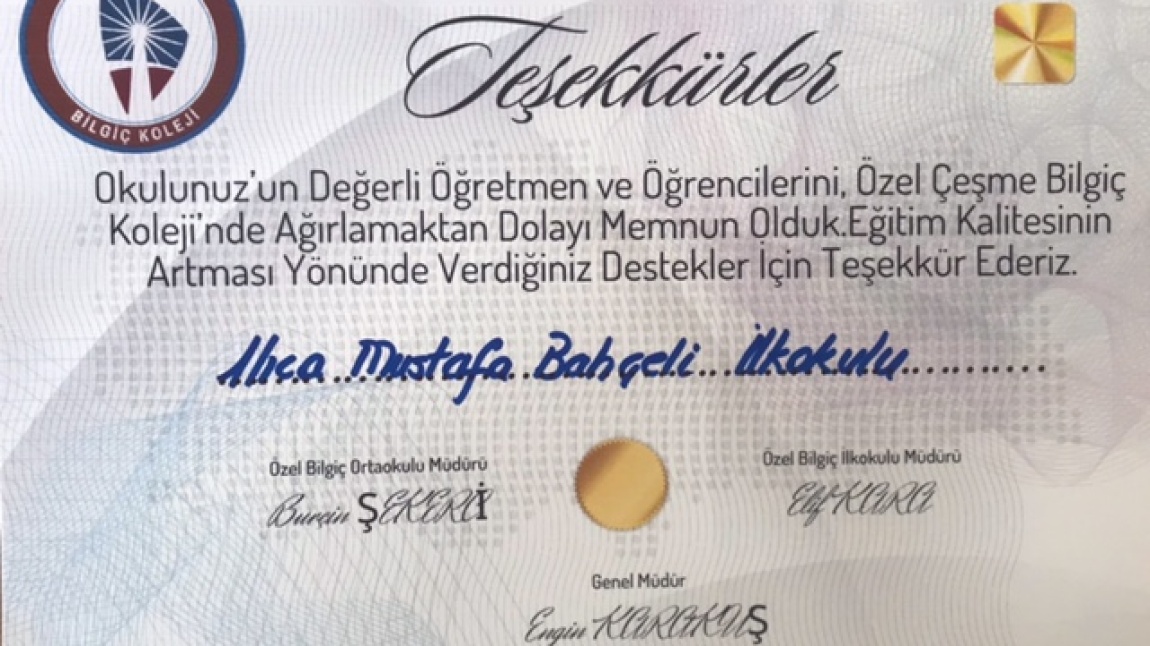 BİLGİÇ KOLEJİ
Teşekkürler
Okulunuz'un Değerli Öğretmen ve Öğrencilerini, Özel Çeşme Bilgiç
Koleji'nde Ağırlamaktan Dolayı Memnun Olduk.Eğitim Kalitesinin
Artması Yönünde Verdiğiniz Destekler İçin Teşekkür Ederiz.
Ilıca Mustafa Bahçeli İlkokulu
Özel Bilgiç Ortaokulu Müdürü
Özel Bilgiç İlkokulu Müdürü
Burçin ŞEKERCİ
Elif KARA
Genel Müdür
Engin KARAKUŞ